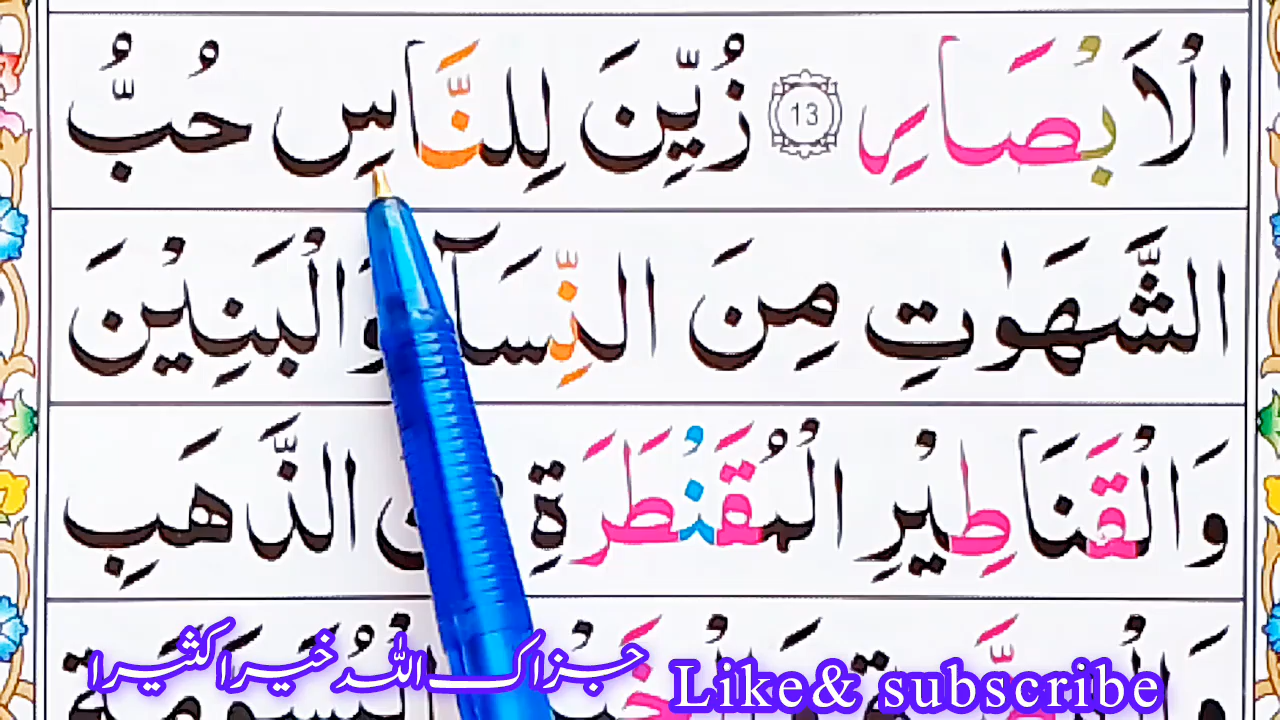 الْاَبْصَارِ 13 زُيِّنَ لِلنَّاسِ حُبُّ
الشَّهَوٰتِ مِنَ النِّسَآءِ وَالْبَنِيْنَ
وَالْقَنَاطِيْرِ الْمُقَنْطَرَةِ مِنَ الذَّهَبِ
جزاک اللہ خیرا کثیرا
Like& subscribe